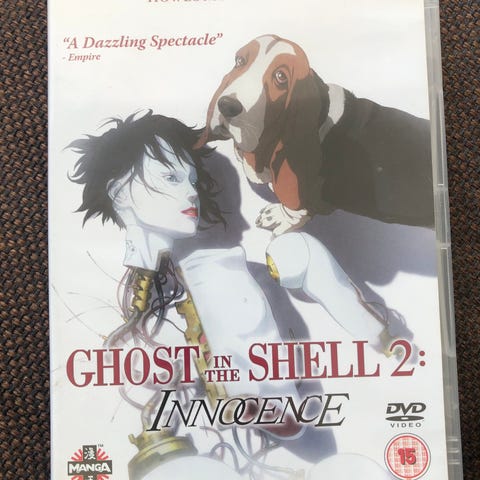 “A Dazzling Spectacle”
- Empire
GHOST IN THE SHELL 2:
INNOCENCE
DVD
VIDEO
MANGA
15